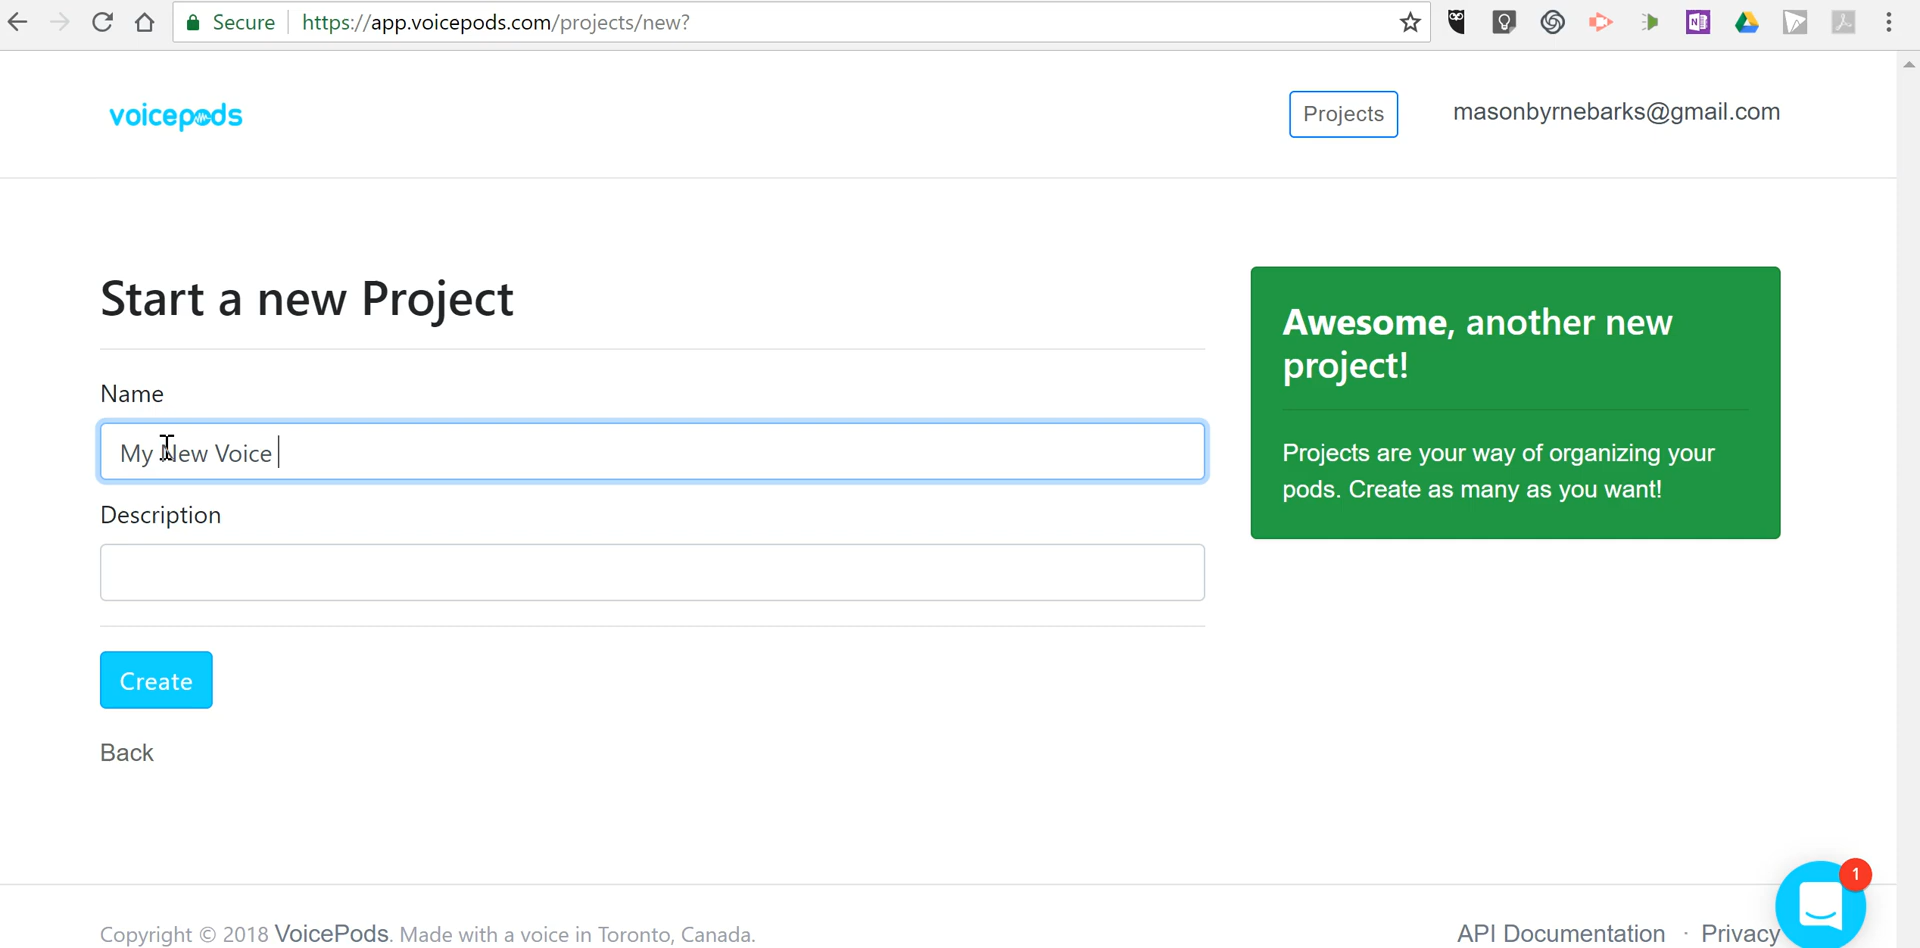 Secure https://app.voicepods.com/projects/new?
voicepods
Projects
masonbyrnebarks@gmail.com
Start a new Project
Name
My New Voice
Description
Create
Back
Awesome, another new
project!
Projects are your way of organizing your
pods. Create as many as you want!
1
Copyright © 2018 VoicePods. Made with a voice in Toronto, Canada.
API Documentation · Privacy